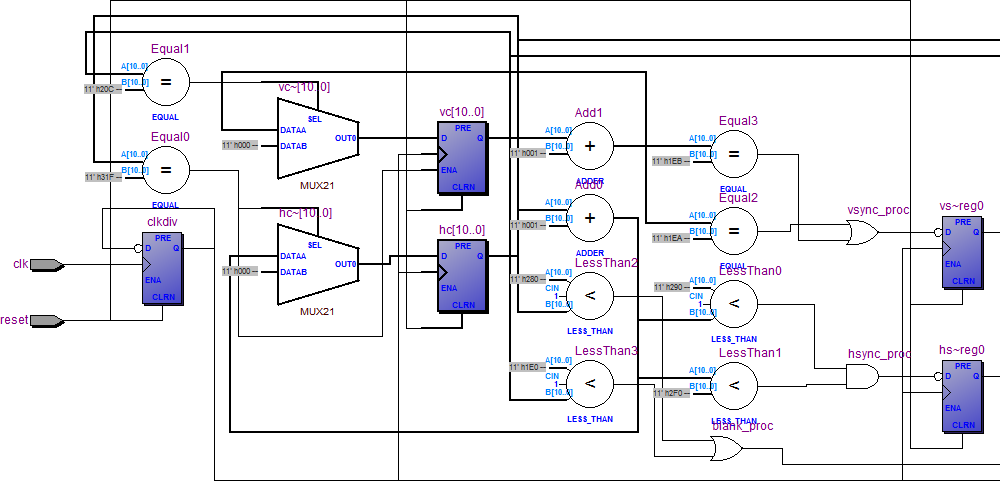 Equal1
A[10..0]
B[10..0]
11' h20C
=
EQUAL
Equal0
A[10..0]
B[10..0]
11' h31F
=
EQUAL
clkdiv
PRE
D
Q
ENA
CLRN
clk
reset
vc~[10..0]
SEL
DATAA
DATAB
OUT0
11' h000
MUX21
hc~[10..0]
SEL
DATAA
DATAB
OUT0
11' h000
MUX21
vc[10..0]
PRE
D
Q
ENA
CLRN
hc[10..0]
PRE
D
Q
ENA
CLRN
Add1
A[10..0]
B[10..0]
11' h001
+
ADDER
Add0
A[10..0]
B[10..0]
11' h001
+
ADDER
LessThan2
A[10..0]
11' h280
CIN
1
B[10..0]
<
LESS_THAN
LessThan3
A[10..0]
11' h1E0
CIN
1
B[10..0]
<
LESS_THAN
Equal3
A[10..0]
B[10..0]
11' h1EB
=
EQUAL
Equal2
A[10..0]
B[10..0]
11' h1EA
=
EQUAL
LessThan0
A[10..0]
11' h290
CIN
1
B[10..0]
<
LESS_THAN
LessThan1
A[10..0]
CIN
1
B[10..0]
11' h2F0
<
LESS_THAN
blank_proc
vsync_proc
hsync_proc
vs~reg0
PRE
D
Q
ENA
CLRN
hs~reg0
PRE
D
Q
ENA
CLRN